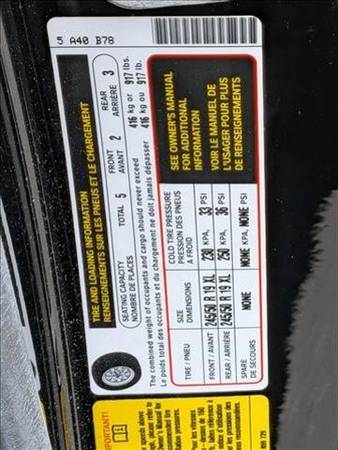 5 A40 B78
TIRE AND LOADING INFORMATION
RENSEIGNEMENTS SUR LES PNEUS ET LE CHARGEMENT
SEATING CAPACITY
NOMBRE DE PLACES
TOTAL 5
FRONT
AVANT 2
REAR
ARRIÈRE 3
The combined weight of occupants and cargo should never exceed 416 kg or 917 lbs.
Le poids total des occupants et du chargement ne doit jamais dépasser 416 kg ou 917 lb.
TIRE / PNEU
SIZE
DIMENSIONS
COLD TIRE PRESSURE
PRESSION DES PNEUS
A FROID
FRONT / AVANT 245/50 R 19 XL 230 KPA, 33 PSI
REAR / ARRIÈRE 245/50 R 19 XL 250 KPA, 36 PSI
SPARE
DE SECOURS
NONE NONE KPA, NONE PSI
SEE OWNER'S MANUAL
FOR ADDITIONAL
INFORMATION
VOIR LE MANUEL DE
L'USAGER POUR PLUS
DE RENSEIGNEMENTS
IMPORTANT!